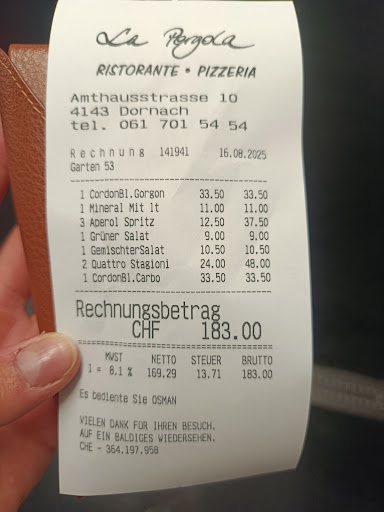 La Pergola
RISTORANTE • PIZZERIA
Amthausstrasse 10
4143 Dornach
tel. 061 701 54 54
Rechnung 141941 16.08.2025
Garten 53
1 CordonBl.Gorgon 33.50 33.50
1 Mineral Mit lt 11.00 11.00
3 Aperol Spritz 12.50 37.50
1 Grüner Salat 9.00 9.00
1 GemischterSalat 10.50 10.50
2 Quattro Stagioni 24.00 48.00
1 CordonBl.Carbo 33.50 33.50
Rechnungsbetrag
CHF 183.00
MWST NETTO STEUER BRUTTO
1 = 8.1 % 169.29 13.71 183.00
Es bediente Sie OSMAN
VIELEN DANK FÜR IHREN BESUCH.
AUF EIN BALDIGES WIEDERSEHEN.
CHE - 364.197.958